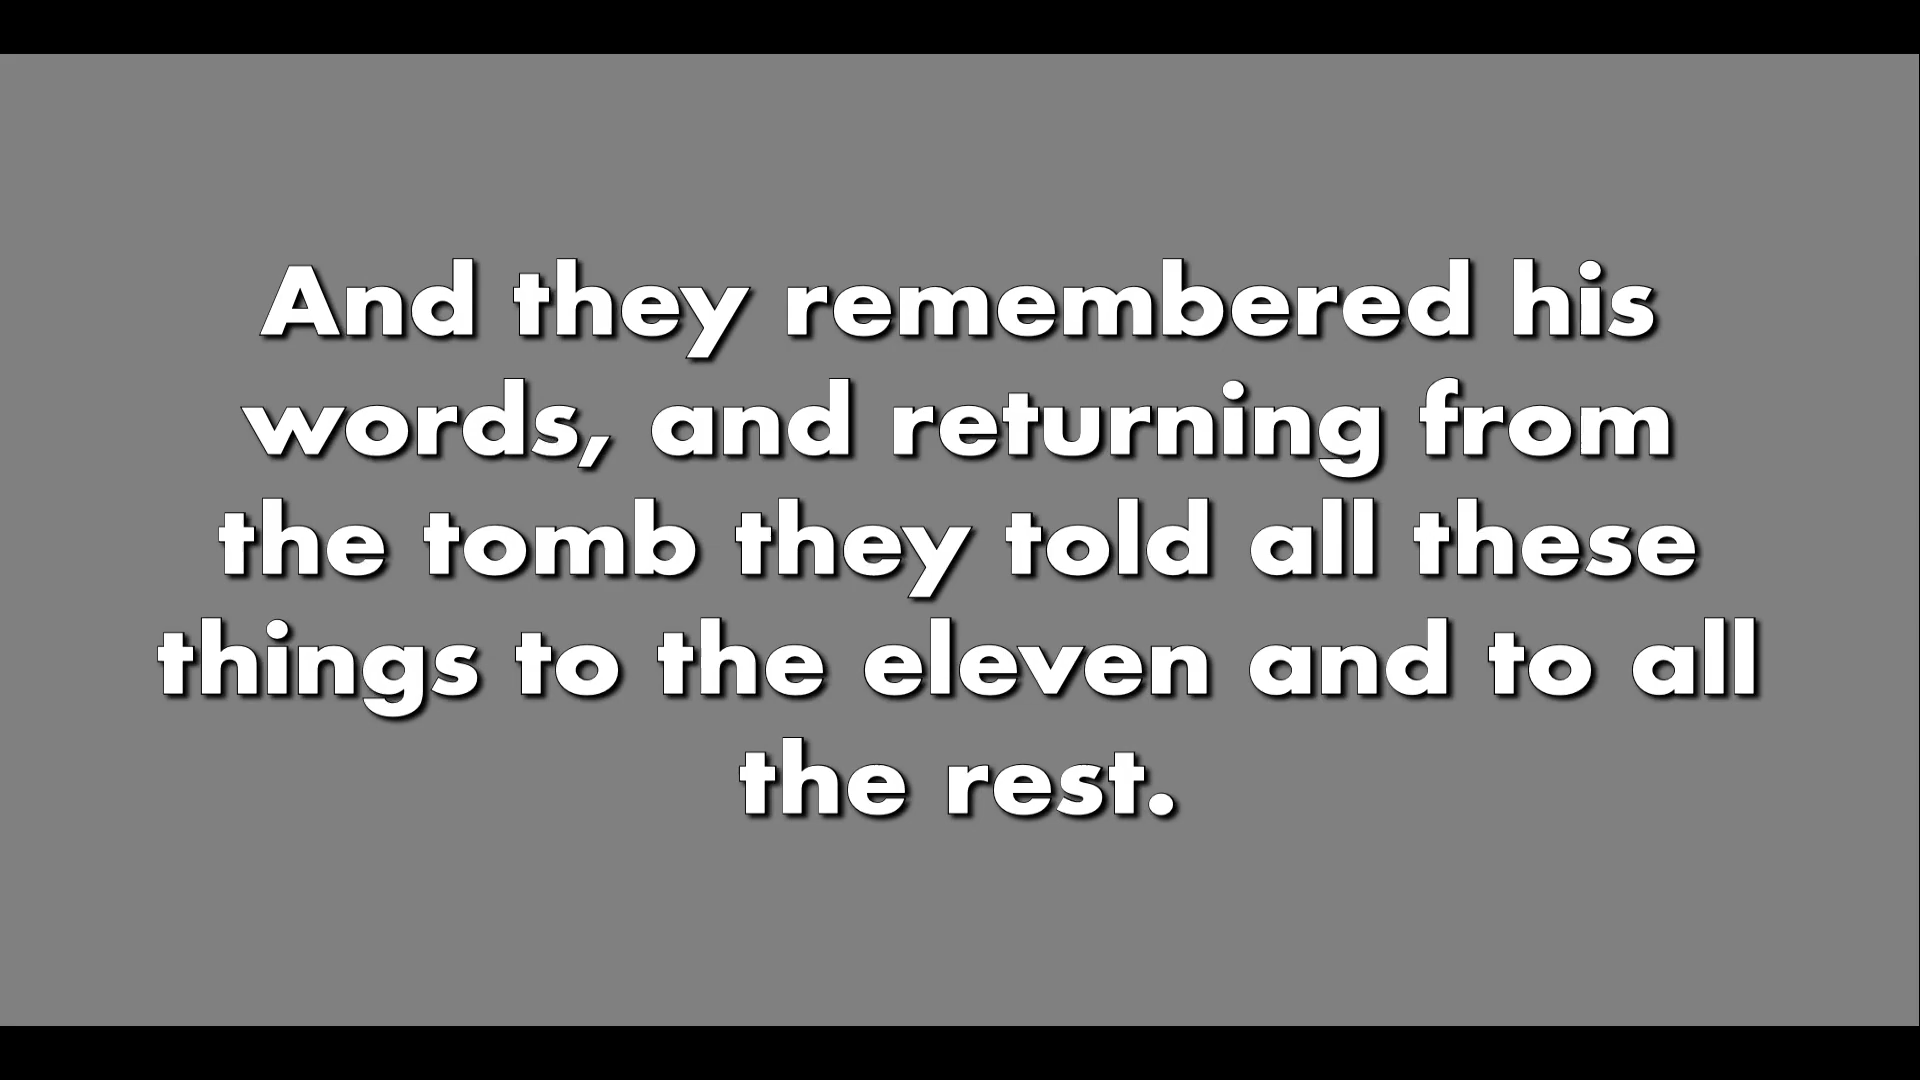 And they remembered his
words, and returning from
the tomb they told all these
things to the eleven and to all
the rest.